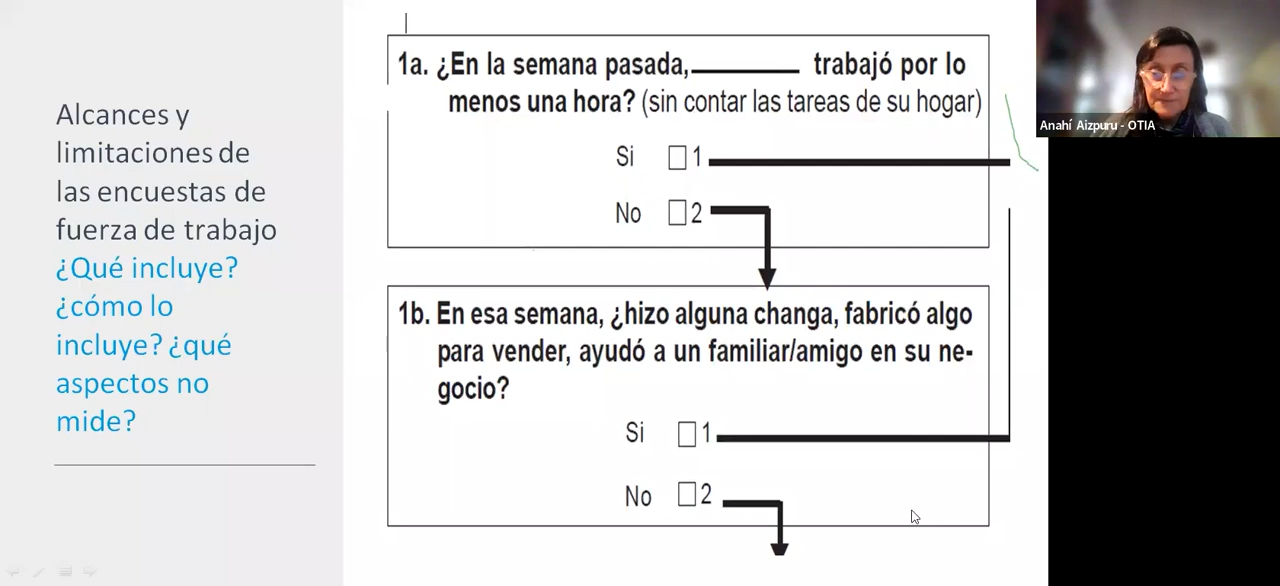 Alcances y
limitaciones de
las encuestas de
fuerza de trabajo
¿Qué incluye?
¿cómo lo
incluye? ¿qué
aspectos no
mide?
1a. ¿En la semana pasada,________ trabajó por lo
menos una hora? (sin contar las tareas de su hogar)
Si 1
No 2
1b. En esa semana, ¿hizo alguna changa, fabricó algo
para vender, ayudó a un familiar/amigo en su ne-
gocio?
Si 1
No 2
Anahí Aizpuru - OTIA